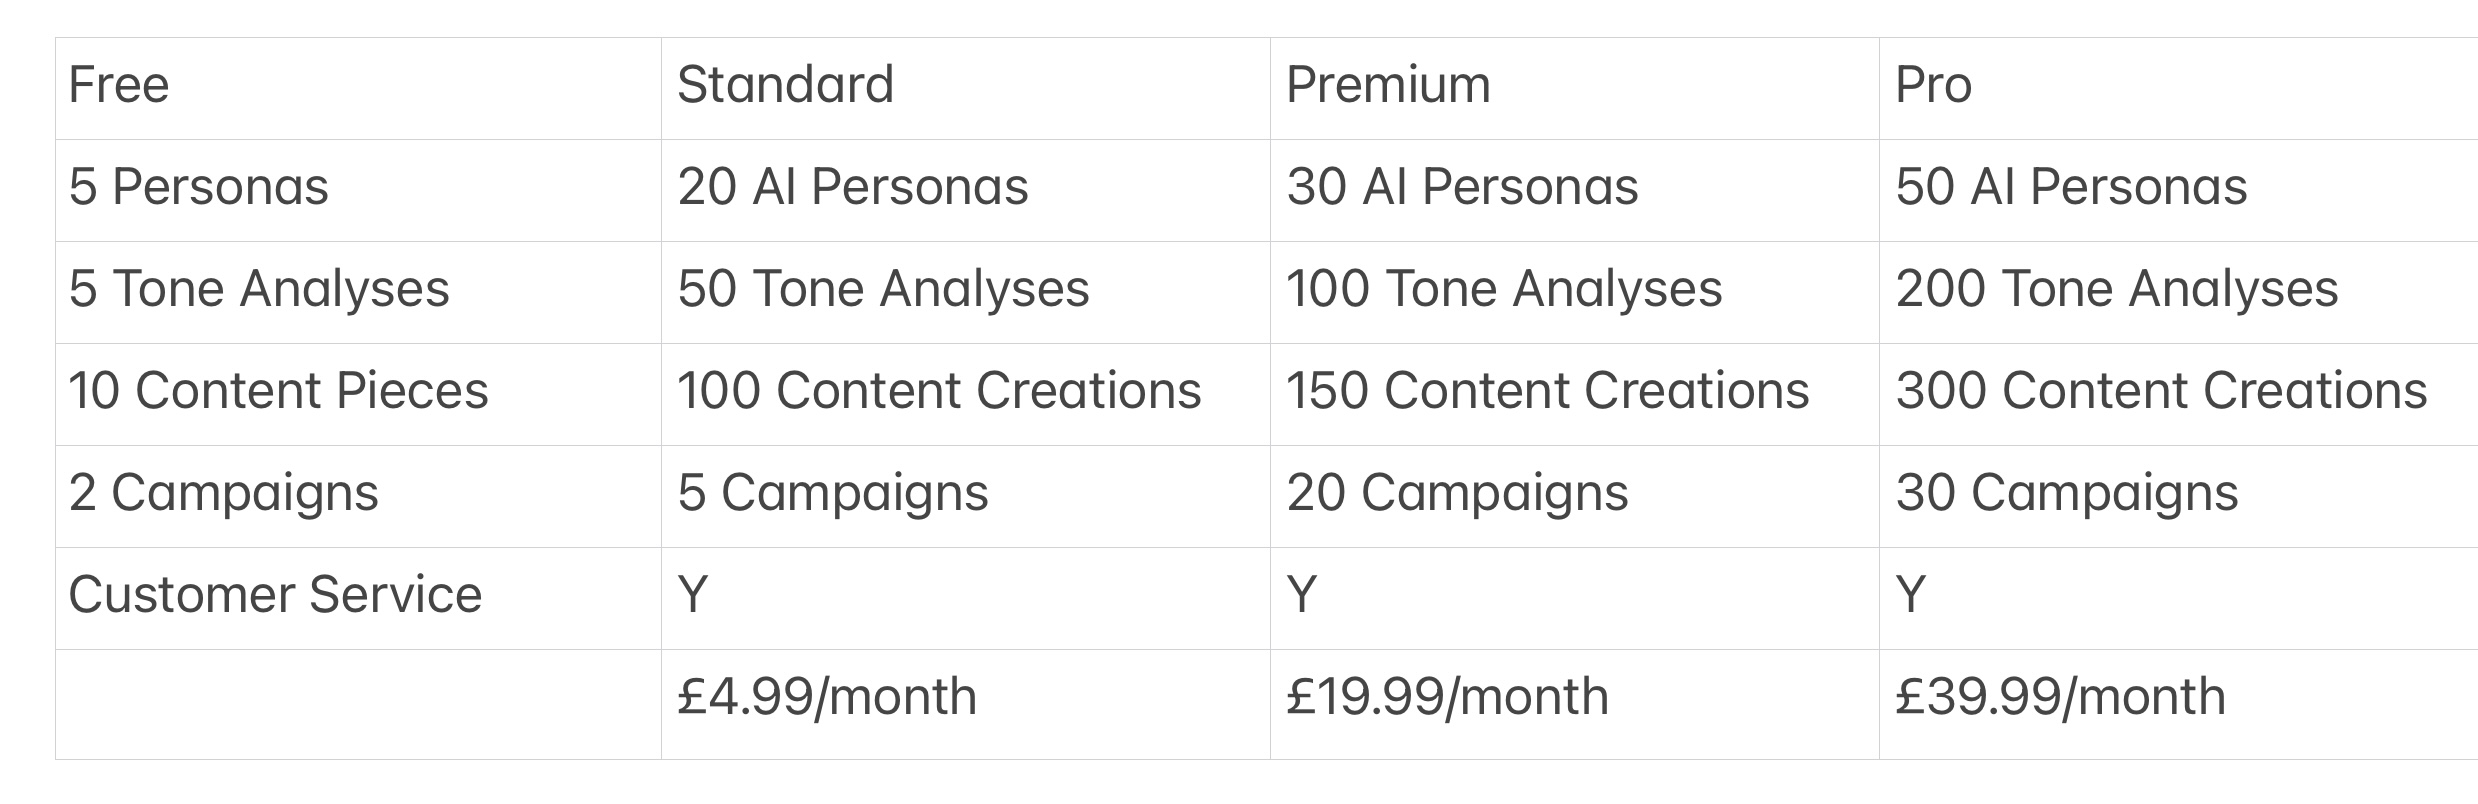 Free Standard Premium Pro
5 Personas 20 AI Personas 30 AI Personas 50 AI Personas
5 Tone Analyses 50 Tone Analyses 100 Tone Analyses 200 Tone Analyses
10 Content Pieces 100 Content Creations 150 Content Creations 300 Content Creations
2 Campaigns 5 Campaigns 20 Campaigns 30 Campaigns
Customer Service Y Y Y
£4.99/month £19.99/month £39.99/month